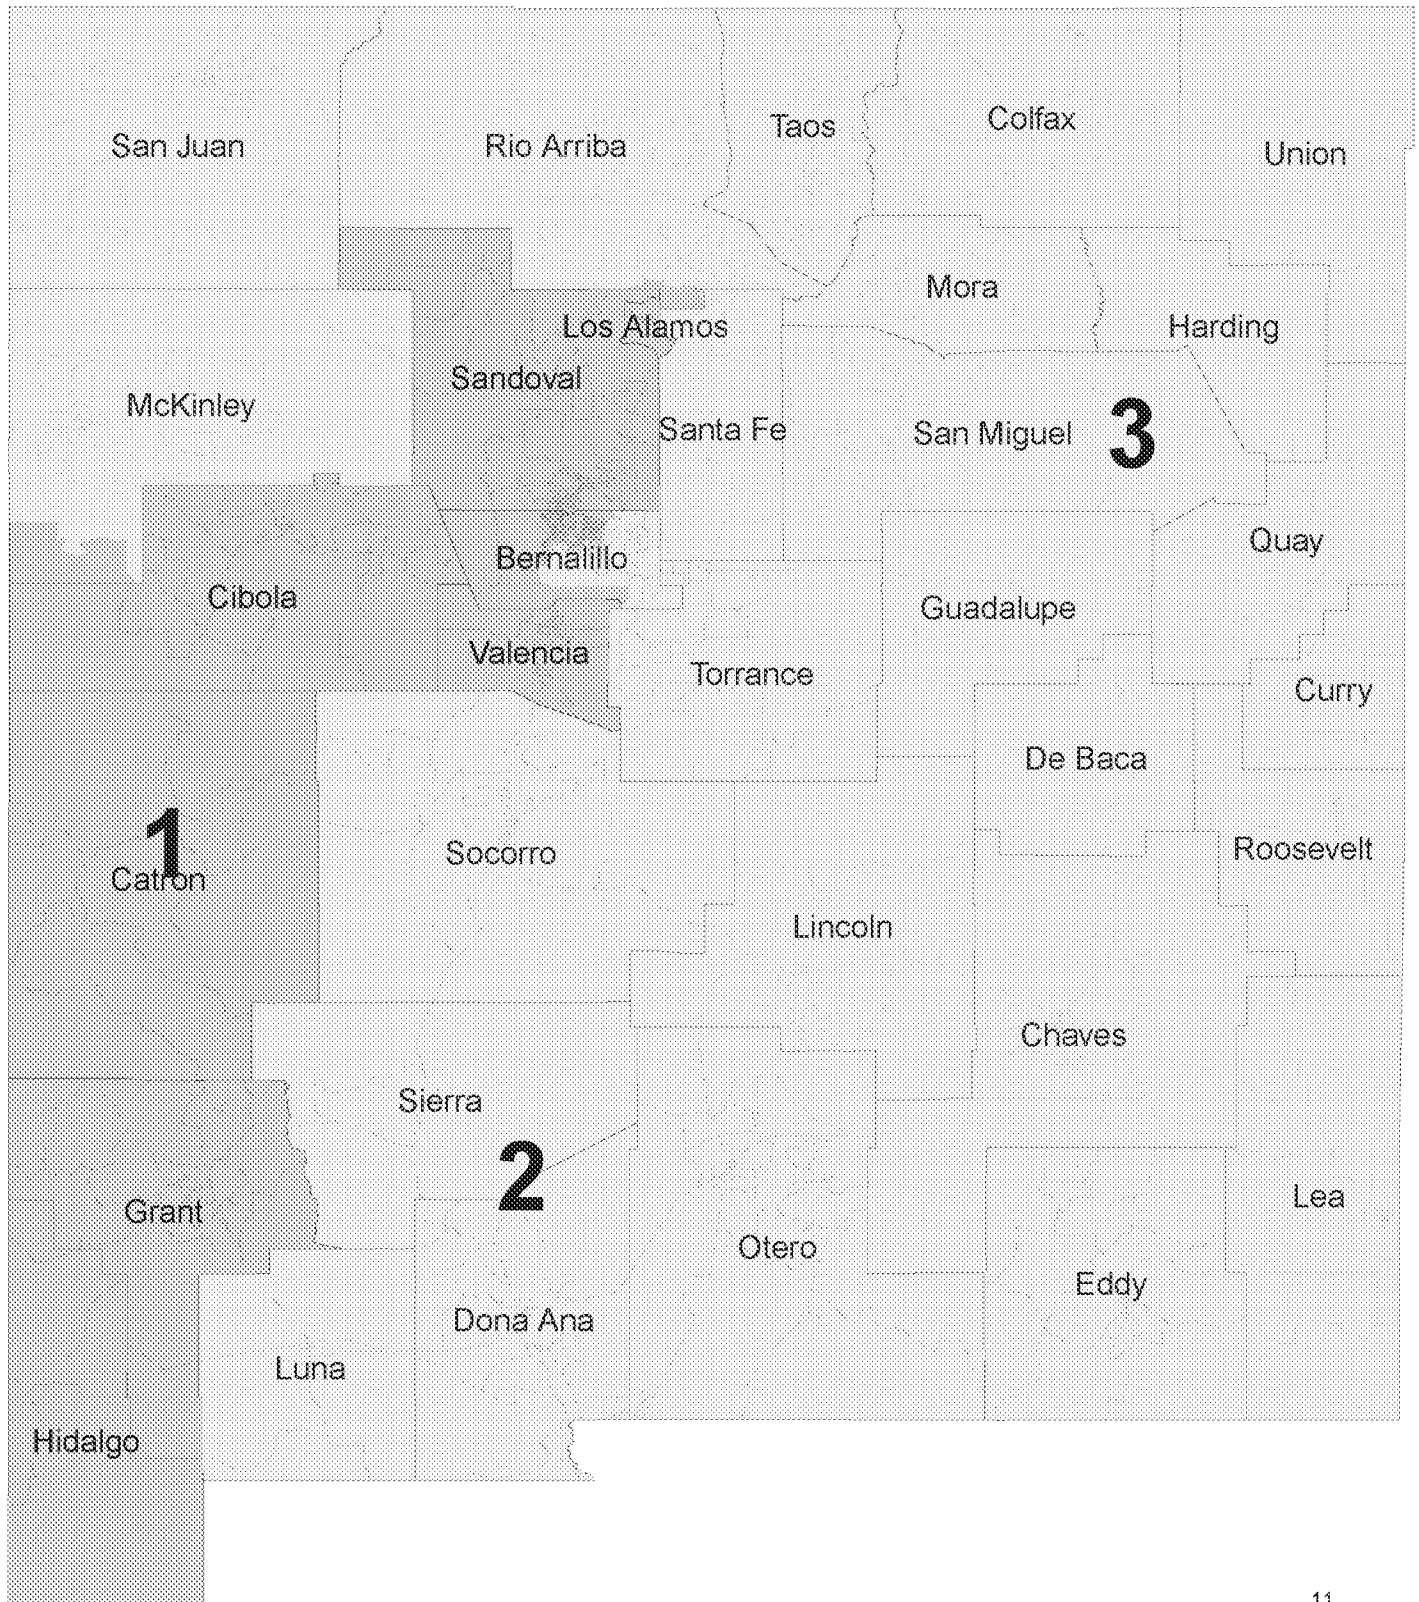 Taos
Colfax
San Juan
Rio Arriba
Union
Mora
Los Alamos
Harding
Sandoval
McKinley
Santa Fe
San Miguel
3
Quay
Bernalillo
Cibola
Guadalupe
Valencia
Torrance
Curry
De Baca
1
Socorro
Roosevelt
Catron
Lincoln
Chaves
Sierra
2
Lea
Grant
Otero
Eddy
Dona Ana
Luna
Hidalgo
11